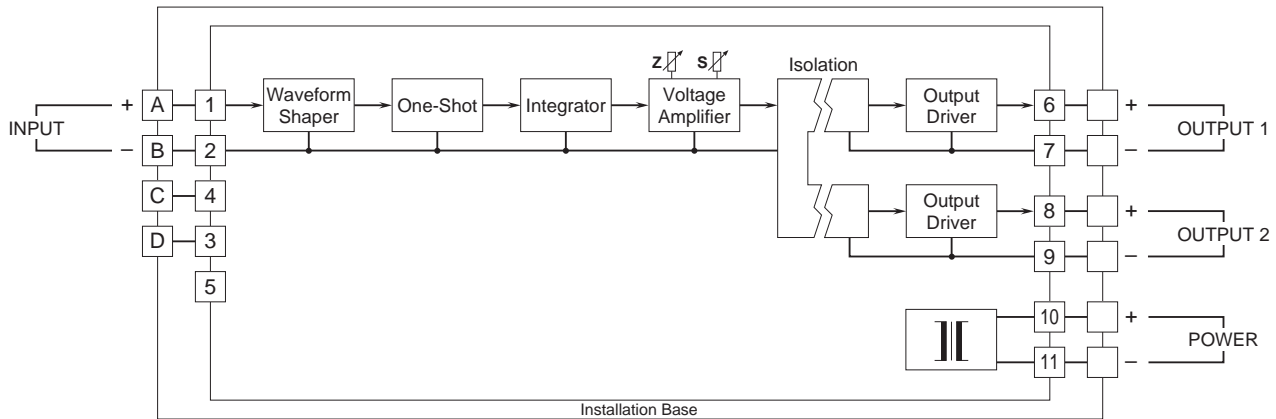 Z S
Isolation
+ A 1 Waveform
Shaper One-Shot Integrator Voltage
Amplifier Output
Driver 6 +
INPUT OUTPUT 1
− B 2 7 −
C 4 Output
Driver 8 +
OUTPUT 2
D 3 9 −
5
10 +
POWER
11 −
Installation Base